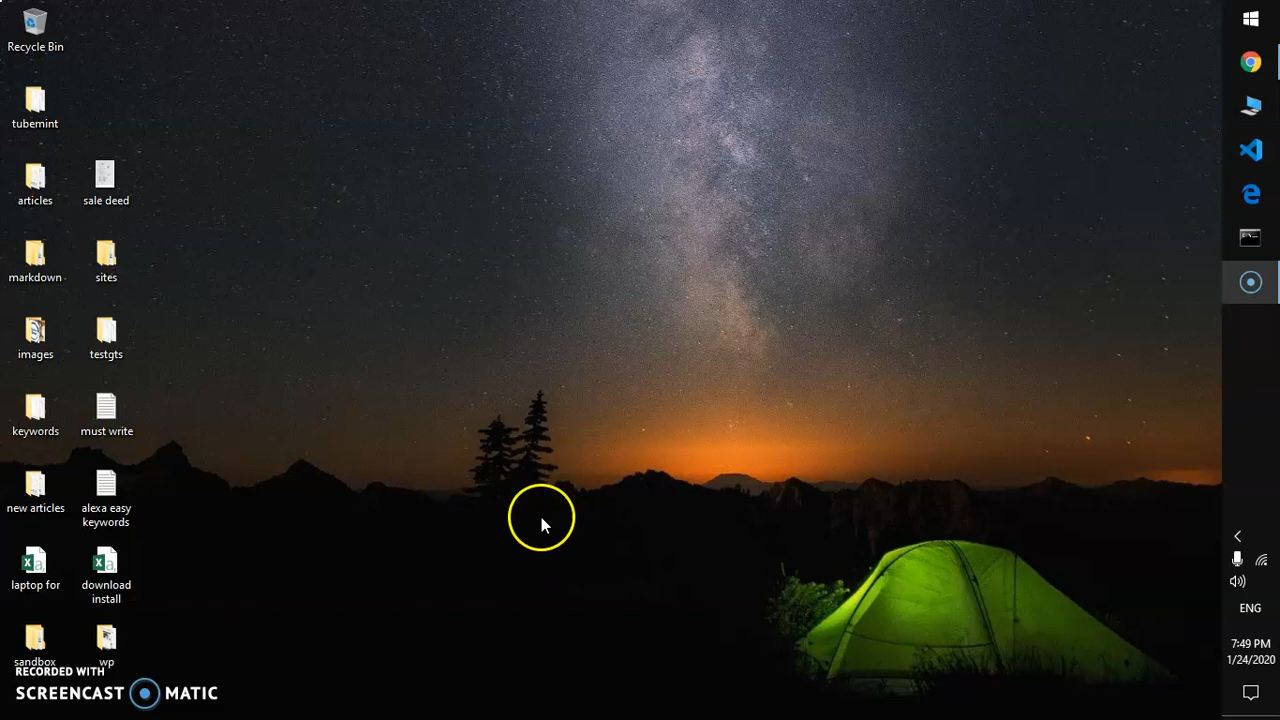 Recycle Bin
tubemint
articles
sale deed
markdown
sites
images
testgts
keywords
must write
new articles
alexa easy
keywords
laptop for
download
install
sandbox
wp
RECORDED WITH
SCREENCAST MATIC
ENG
7:49 PM
1/24/2020